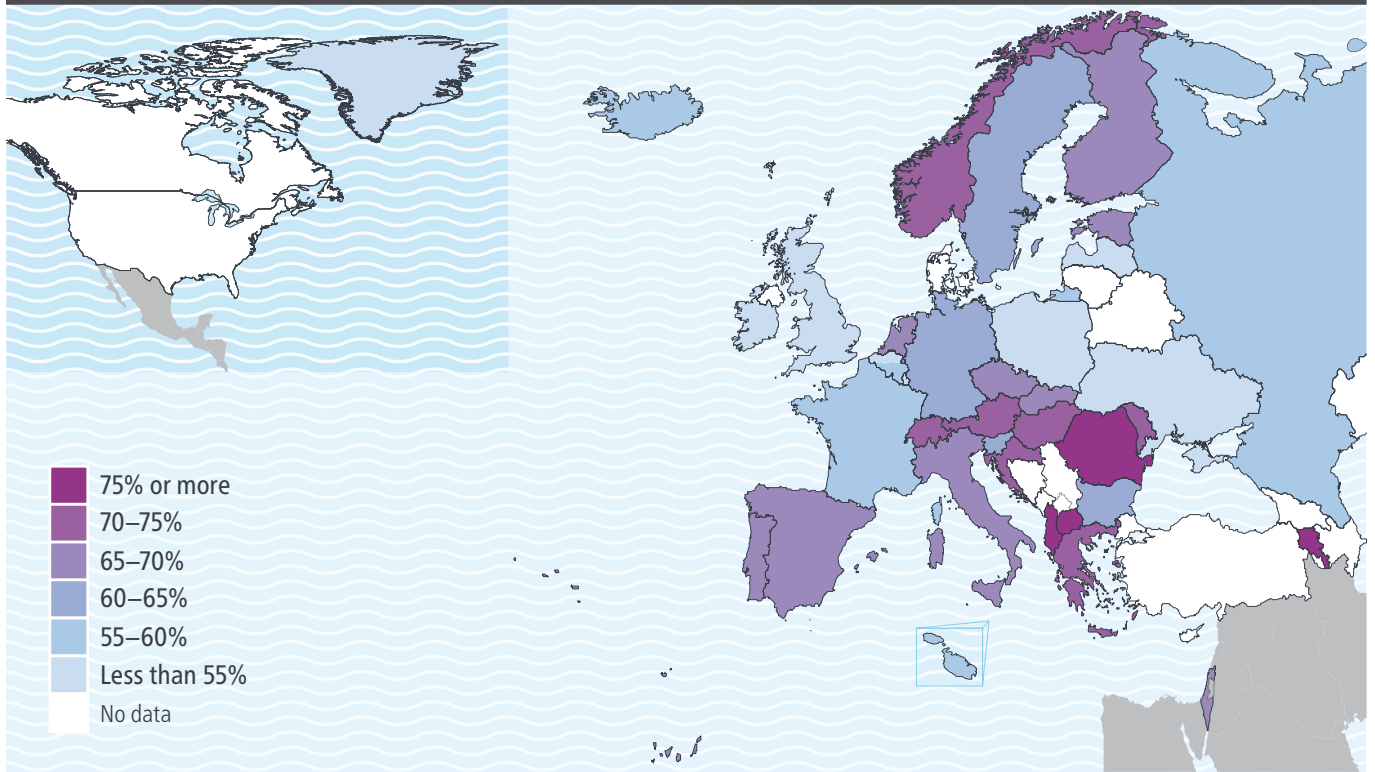 75% or more
70–75%
65–70%
60–65%
55–60%
Less than 55%
No data